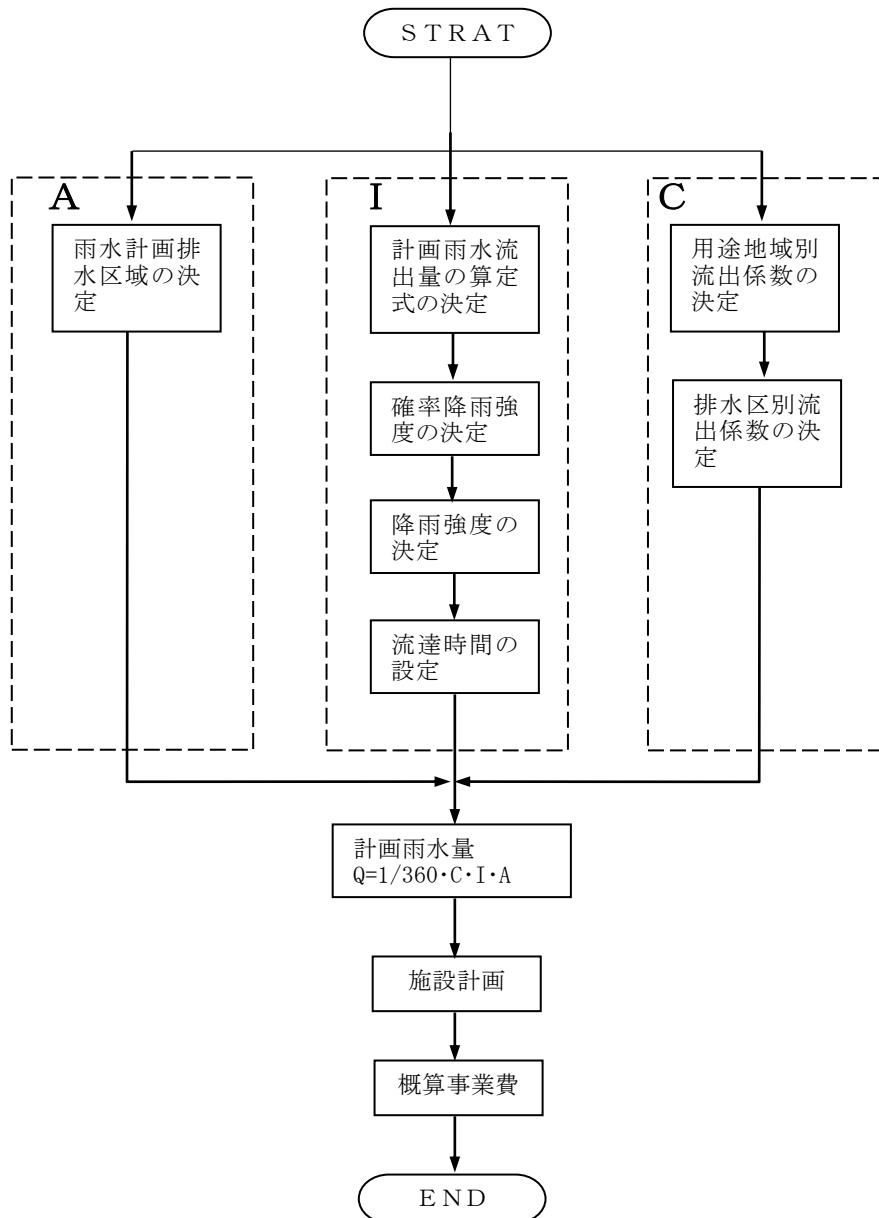 STRAT
A
雨水計画排
水区域の決
定
I
計画雨水流
出量の算定
式の決定
確率降雨強
度の決定
降雨強度の
決定
流達時間の
設定
C
用途地域別
流出係数の
決定
排水区別流
出係数の決
定
計画雨水量
Q=1/360·C·I·A
施設計画
概算事業費
END